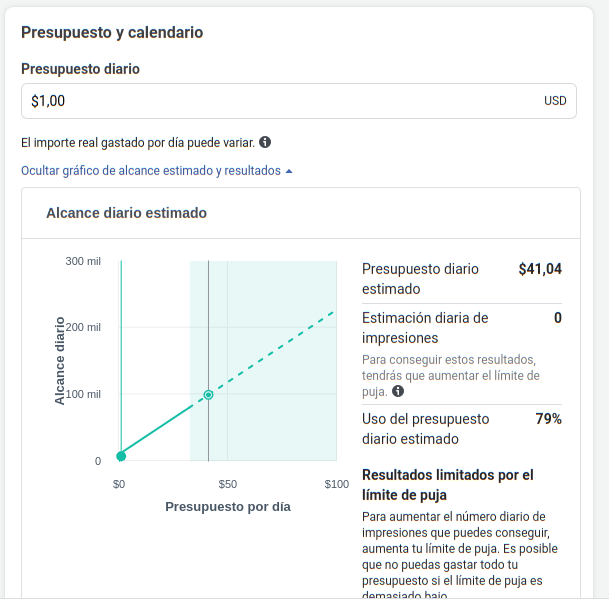 Presupuesto y calendario
Presupuesto diario
$1,00 USD
El importe real gastado por día puede variar.
Ocultar gráfico de alcance estimado y resultados
Alcance diario estimado
300 mil
200 mil
100 mil
0
Alcance diario
$0 $50 $100
Presupuesto por día
Presupuesto diario $41,04
estimado
Estimación diaria de 0
impresiones
Para conseguir estos resultados,
tendrás que aumentar el límite de
puja.
Uso del presupuesto 79%
diario estimado
Resultados limitados por el
límite de puja
Para aumentar el número diario de
impresiones que puedes conseguir,
aumenta tu límite de puja. Es posible
que no puedas gastar todo tu
presupuesto si el límite de puja es
demasiado bajo